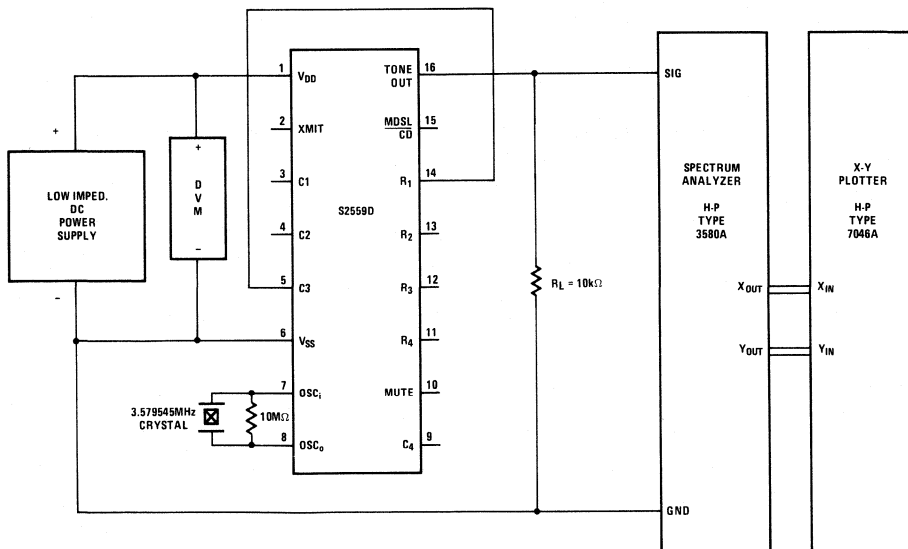 1 VDD
TONE OUT 16
2 XMIT
MDSL
CD 15
3 C1
R1 14
S2559D
4 C2
R2 13
5 C3
R3 12
6 VSS
R4 11
7 OSCi
MUTE 10
8 OSCo
C4 9
+
LOW IMPED.
DC
POWER
SUPPLY
−
+
D
V
M
−
3.579545MHz
CRYSTAL
10MΩ
RL = 10kΩ
SIG
SPECTRUM
ANALYZER
H-P
TYPE
3580A
XOUT
YOUT
GND
X-Y
PLOTTER
H-P
TYPE
7046A
XIN
YIN